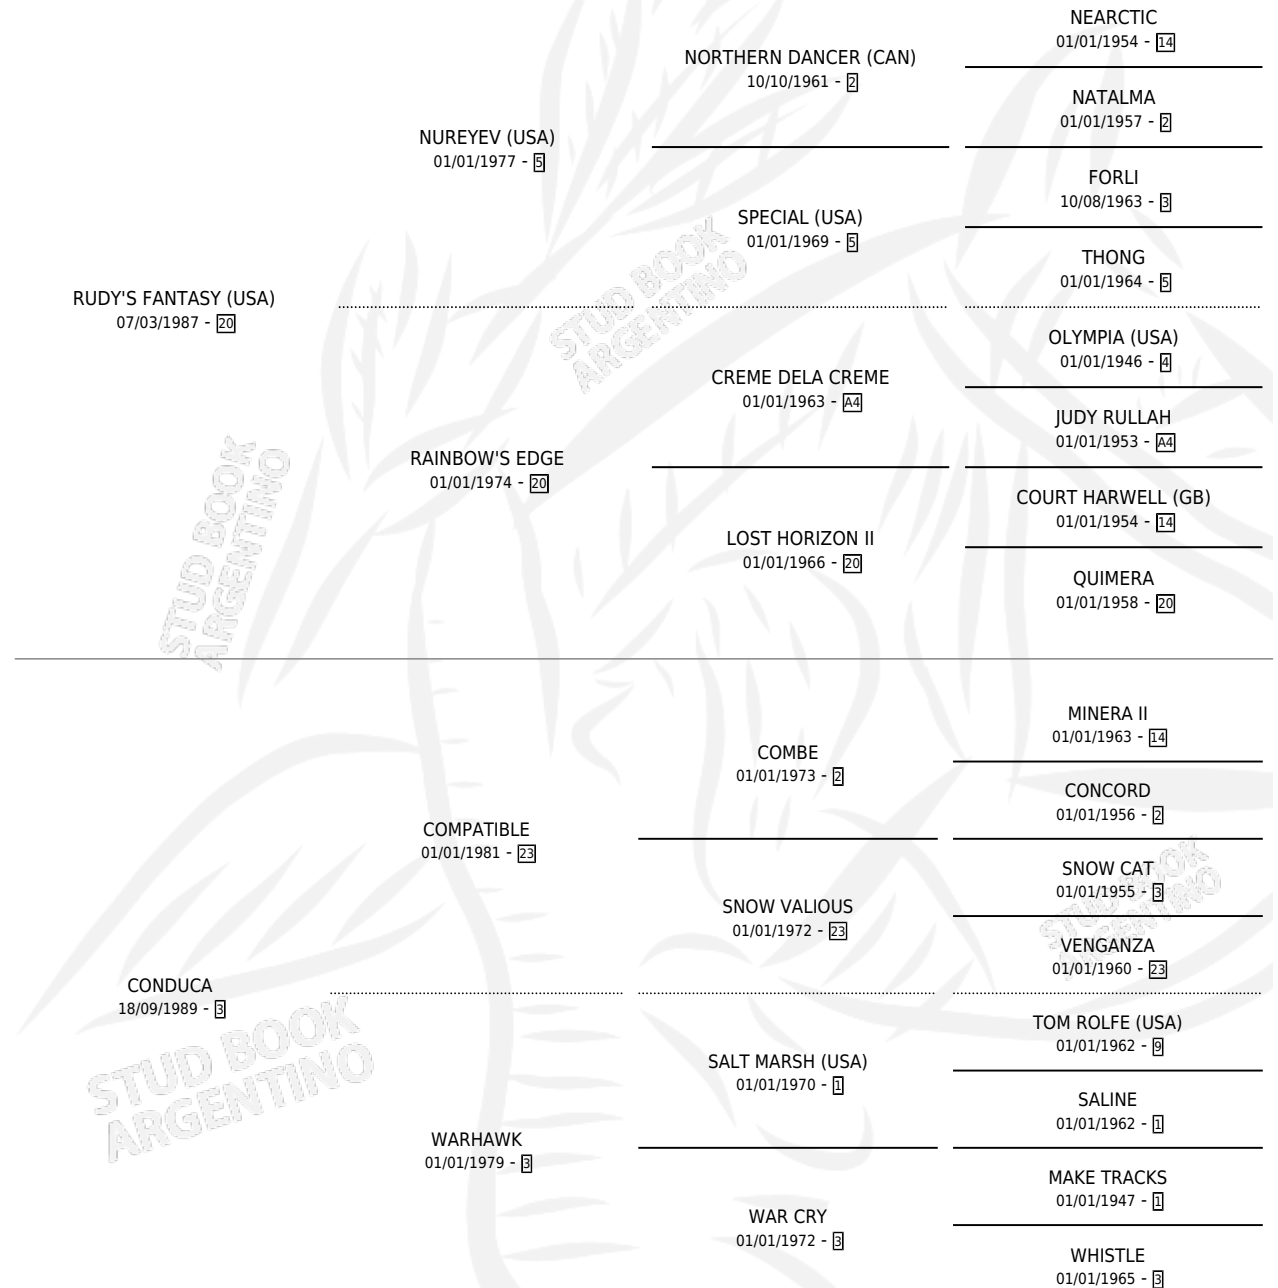 NEARCTIC
01/01/1954 - 14
NORTHERN DANCER (CAN)
10/10/1961 - 2
NATALMA
01/01/1957 - 2
NUREYEV (USA)
01/01/1977 - 5
FORLI
10/08/1963 - 3
SPECIAL (USA)
01/01/1969 - 5
THONG
01/01/1964 - 5
RUDY'S FANTASY (USA)
07/03/1987 - 20
OLYMPIA (USA)
01/01/1946 - 4
CREME DELA CREME
01/01/1963 - A4
JUDY RULLAH
01/01/1953 - A4
RAINBOW'S EDGE
01/01/1974 - 20
COURT HARWELL (GB)
01/01/1954 - 14
LOST HORIZON II
01/01/1966 - 20
QUIMERA
01/01/1958 - 20
MINERA II
01/01/1963 - 14
COMBE
01/01/1973 - 2
CONCORD
01/01/1956 - 2
COMPATIBLE
01/01/1981 - 23
SNOW CAT
01/01/1955 - 3
SNOW VALIOUS
01/01/1972 - 23
VENGANZA
01/01/1960 - 23
CONDUCA
18/09/1989 - 3
TOM ROLFE (USA)
01/01/1962 - 9
SALT MARSH (USA)
01/01/1970 - 1
SALINE
01/01/1962 - 1
WARHAWK
01/01/1979 - 3
MAKE TRACKS
01/01/1947 - 1
WAR CRY
01/01/1972 - 3
WHISTLE
01/01/1965 - 3
STUD BOOK
ARGENTINO
STUD BOOK
ARGENTINO
STUD BOOK
ARGENTINO
STUD BOOK
ARGENTINO